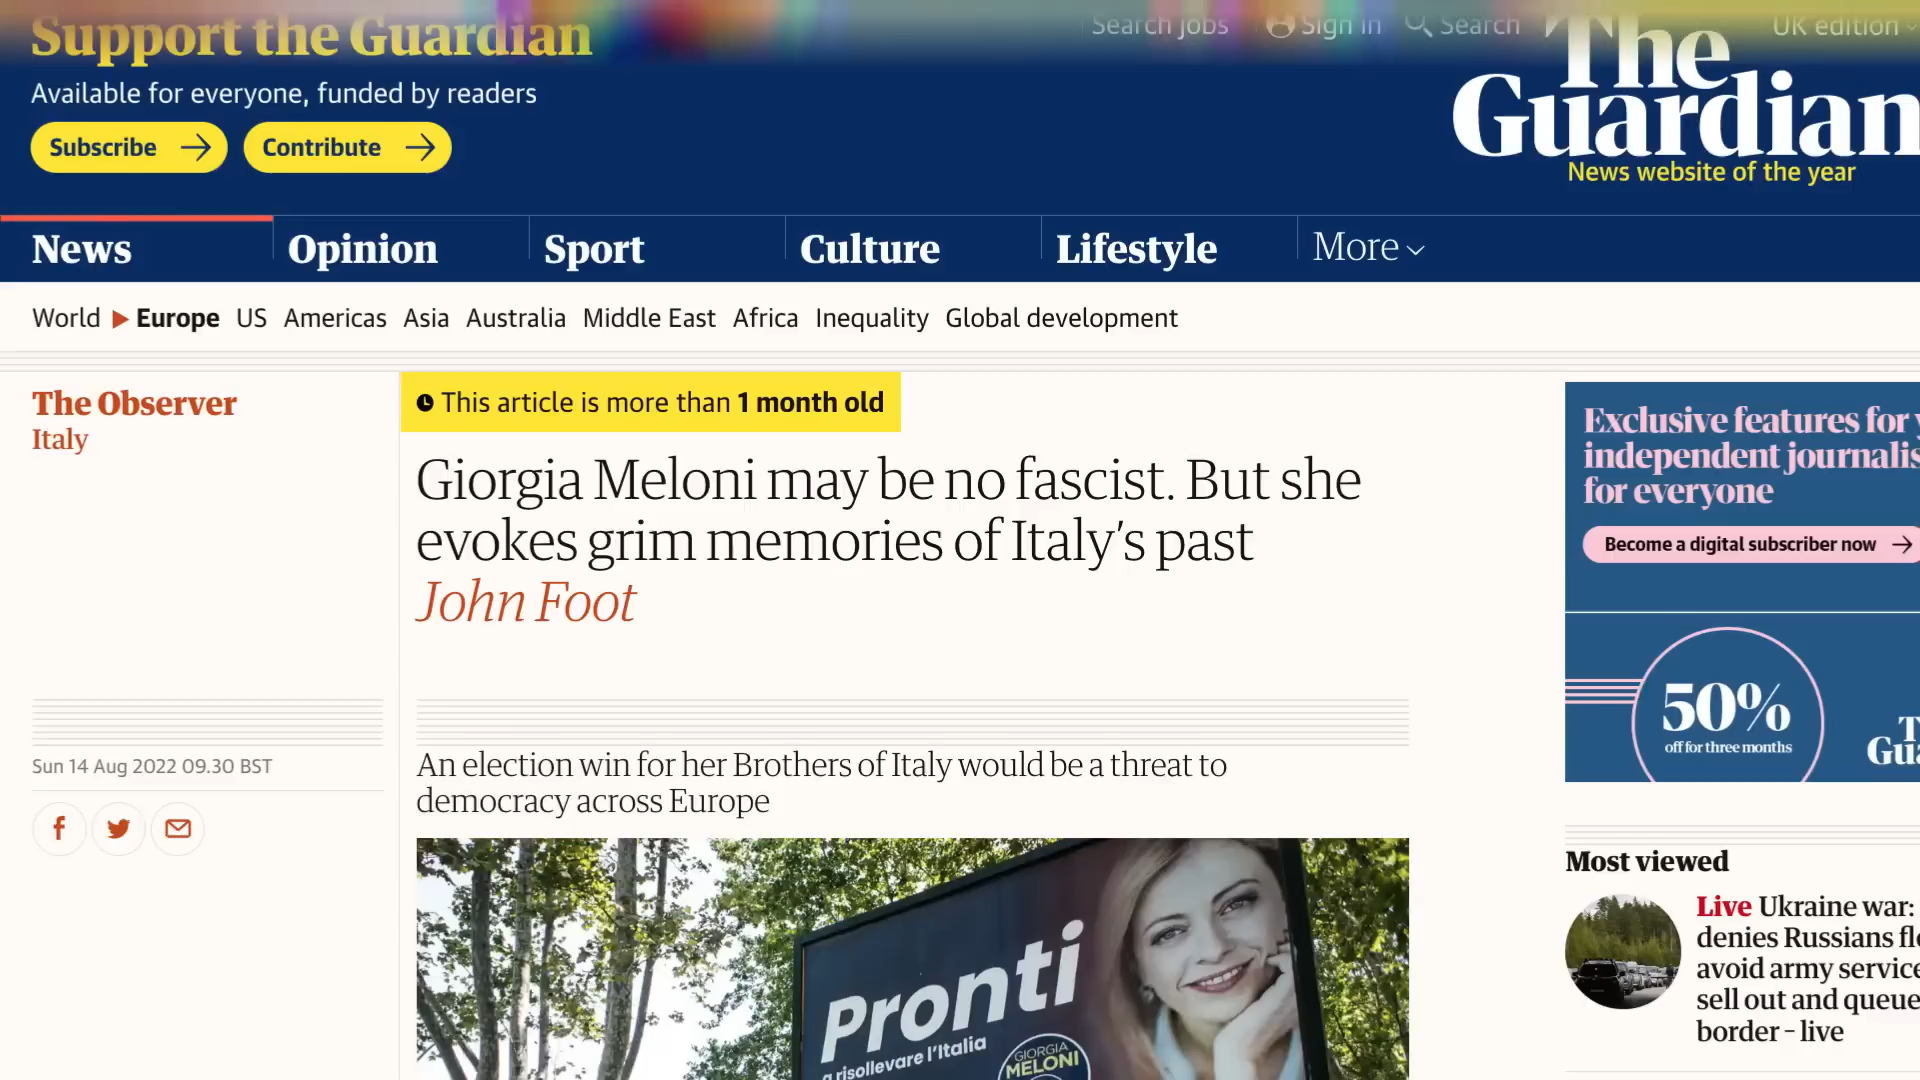 Support the Guardian
Available for everyone, funded by readers
Subscribe
Contribute
Search jobs
Sign in
Search
UK edition
The
Guardian
News website of the year
News
Opinion
Sport
Culture
Lifestyle
More
World
Europe
US
Americas
Asia
Australia
Middle East
Africa
Inequality
Global development
The Observer
Italy
This article is more than 1 month old
Giorgia Meloni may be no fascist. But she
evokes grim memories of Italy's past
John Foot
Sun 14 Aug 2022 09.30 BST
An election win for her Brothers of Italy would be a threat to
democracy across Europe
Pronti
a risollevare l'Italia
GIORGIA
MELONI
Exclusive features for
independent
for everyone
Become a digital subscriber now
50%
off for three months
Most viewed
Live Ukraine war:
denies Russians
avoid army service
sell out and queue
border – live